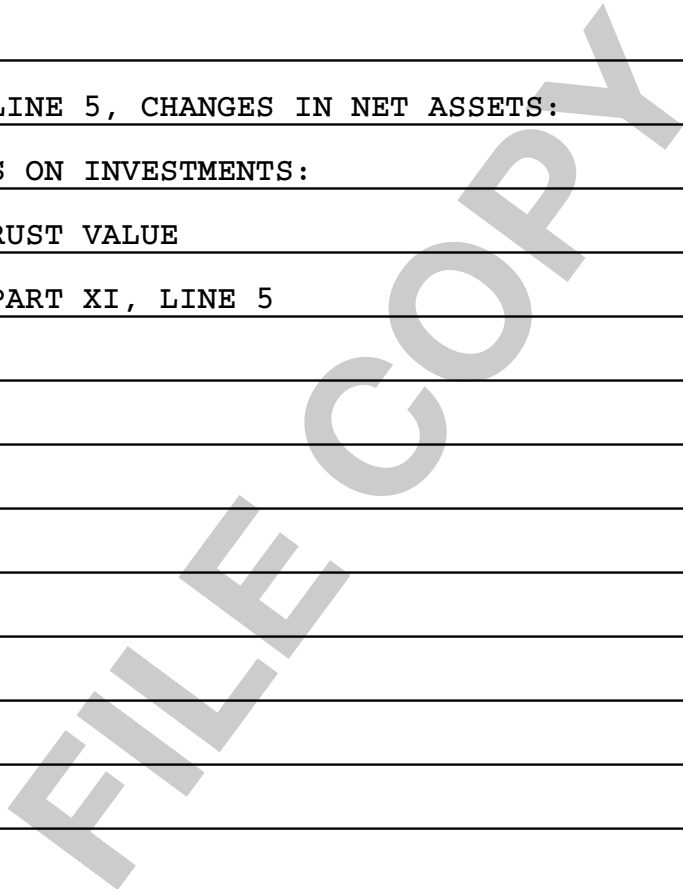 LINE 5, CHANGES IN NET ASSETS:
S ON INVESTMENTS:
RUST VALUE
PART XI, LINE 5
FILE COPY